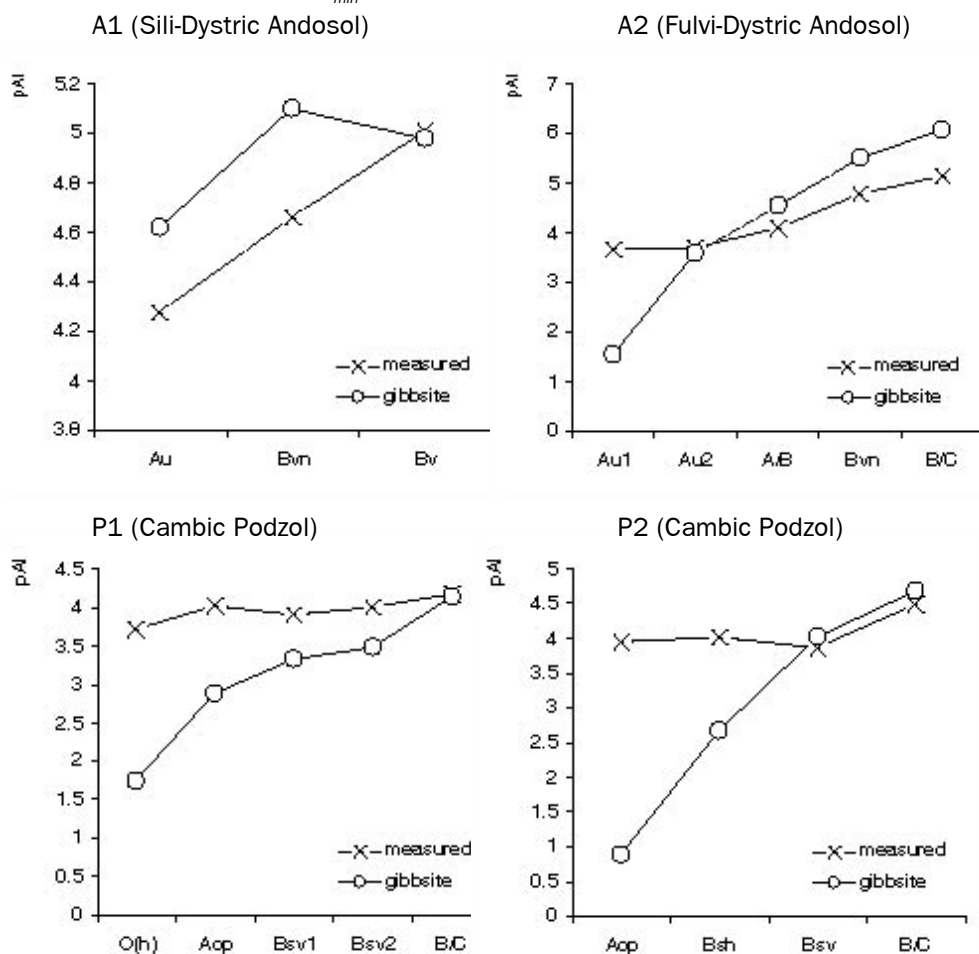 A1 (Sili-Dystric Andosol)
pAl
5.2
5
4.8
4.6
4.4
4.2
4
3.8
measured
gibbsite
Au Bvn Bv
A2 (Fulvi-Dystric Andosol)
pAl
7
6
5
4
3
2
1
0
measured
gibbsite
Au1 Au2 A/B Bvn B/C
P1 (Cambic Podzol)
pAl
4.5
4
3.5
3
2.5
2
1.5
1
0.5
0
measured
gibbsite
O(h) Aop Bsv1 Bsv2 B/C
P2 (Cambic Podzol)
pAl
5
4.5
4
3.5
3
2.5
2
1.5
1
0.5
0
measured
gibbsite
Aop Bsh Bsv B/C